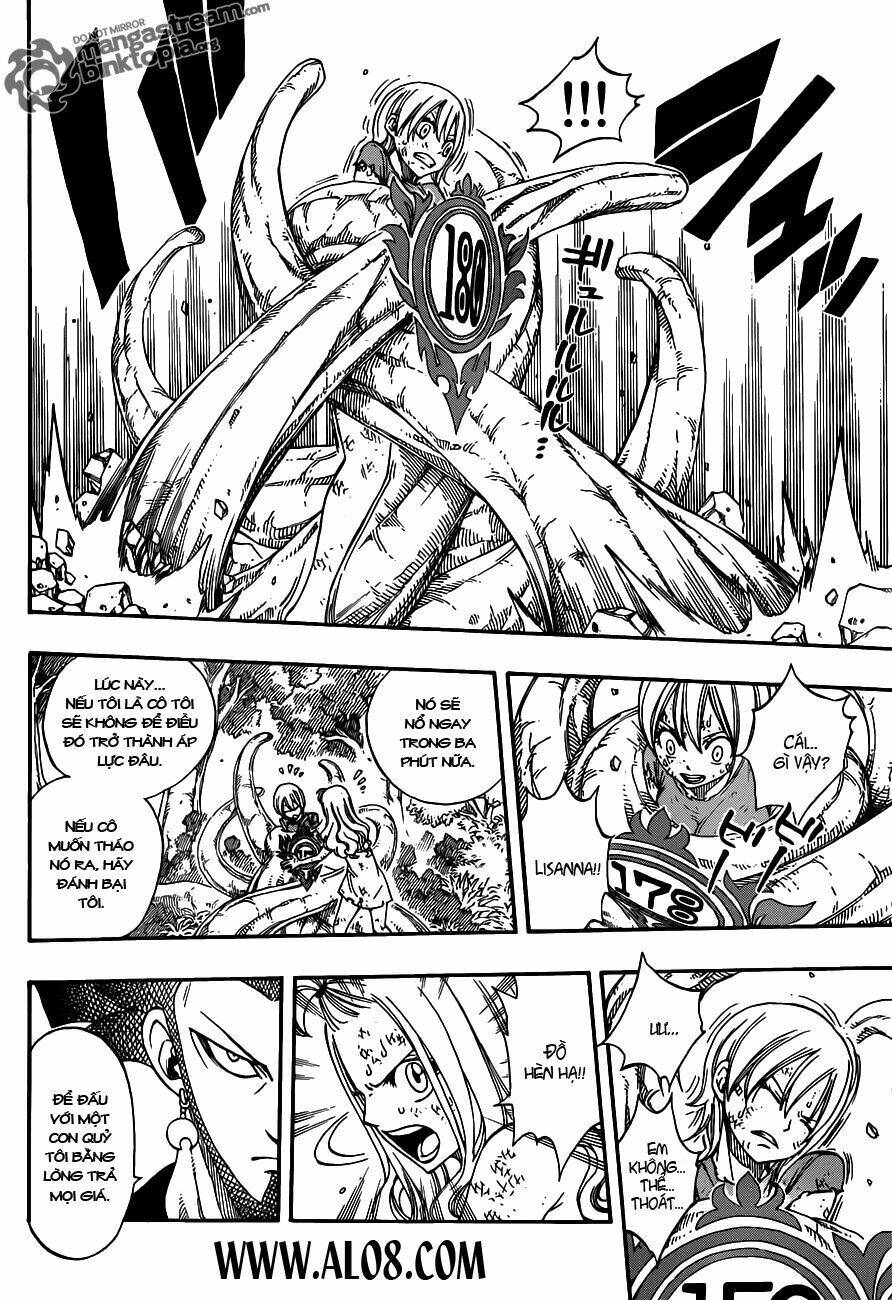 DO NOT MIRROR
mangastream.com
binktopia.org
!!!
180
ギュルルルル…
CÁI...
GÌ VẬY?
LISANNA!!
178
NÓ SẼ
NỔ NGAY
TRONG BA
PHÚT NỮA.
LÚC NÀY...
NẾU TÔI LÀ CÔ TÔI
SẼ KHÔNG ĐỂ ĐIỀU
ĐÓ TRỞ THÀNH ÁP
LỰC ĐÂU.
NẾU CÔ
MUỐN THÁO
NÓ RA, HÃY
ĐÁNH BẠI
TÔI.
ƯƯ...
EM
KHÔNG...
THỂ...
THOÁT...
ĐỒ
HÈN HẠ!!
ĐỂ ĐẤU
VỚI MỘT
CON QUỶ
TÔI BẰNG
LÒNG TRẢ
MỌI GIÁ.
WWW.ALO8.COM